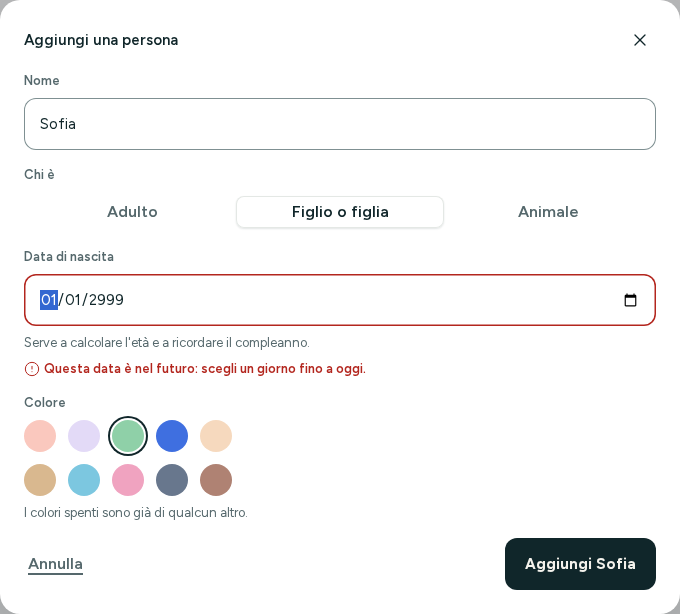 Aggiungi una persona
Nome
Sofia
Chi è
Adulto Figlio o figlia Animale
Data di nascita
01/01/2999
Serve a calcolare l'età e a ricordare il compleanno.
Questa data è nel futuro: scegli un giorno fino a oggi.
Colore
I colori spenti sono già di qualcun altro.
Annulla Aggiungi Sofia